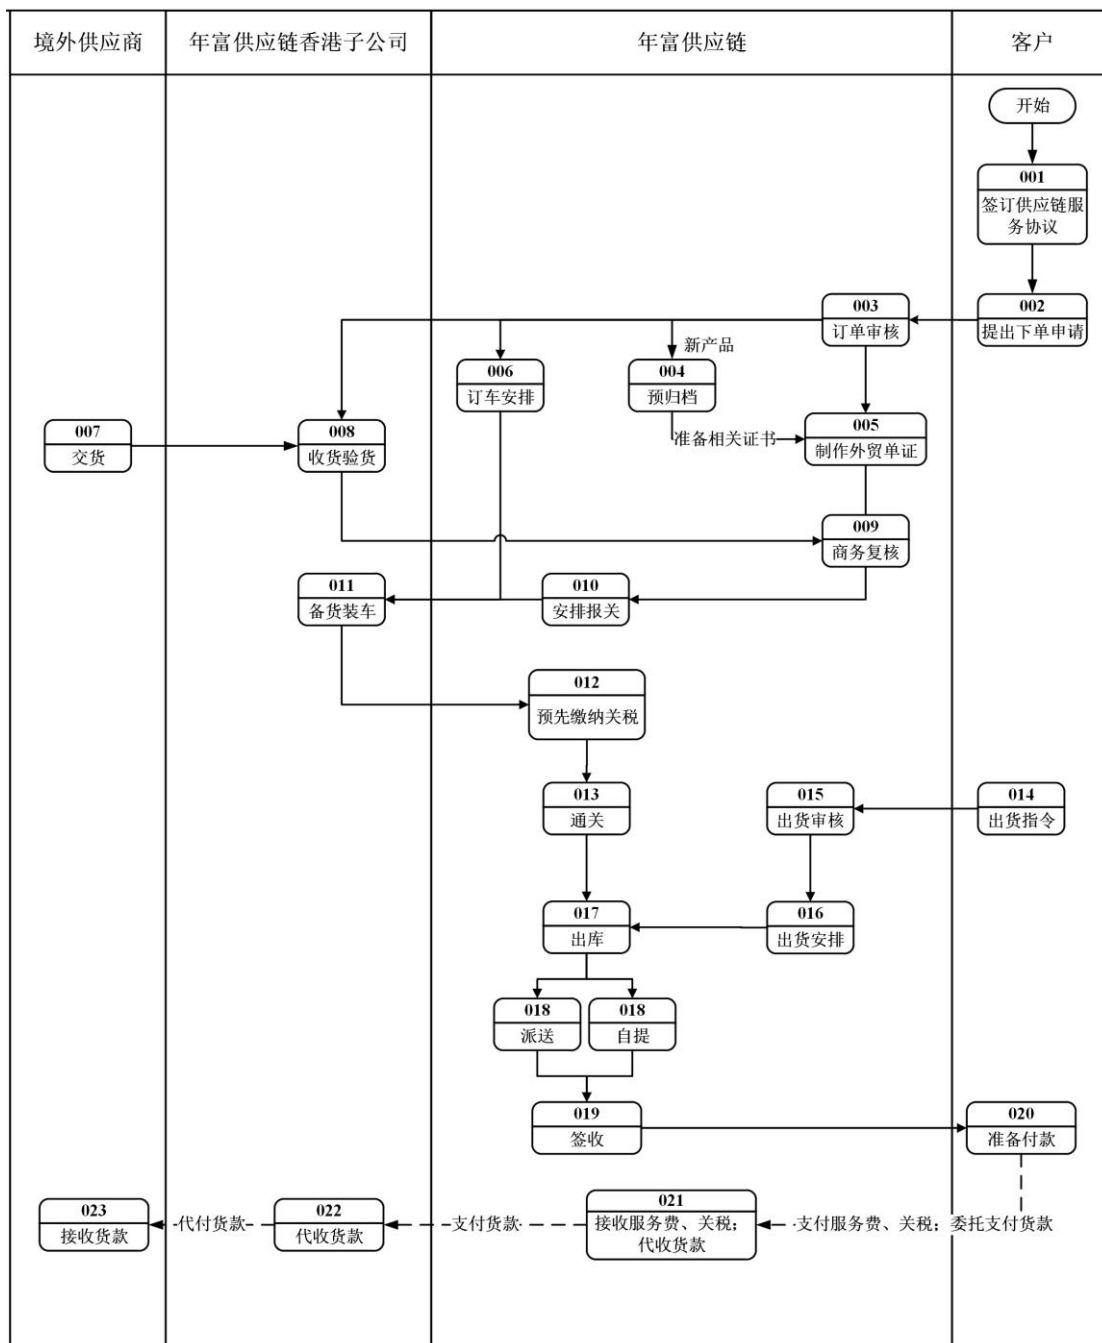 境外供应商
年富供应链香港子公司
年富供应链
客户
开始
001
签订供应链服
务协议
003
订单审核
002
提出下单申请
新产品
006
订车安排
004
预归档
007
交货
008
收货验货
准备相关证书
005
制作外贸单证
009
商务复核
011
备货装车
010
安排报关
012
预先缴纳关税
013
通关
015
出货审核
014
出货指令
017
出库
016
出货安排
018
派送
018
自提
019
签收
020
准备付款
023
接收货款
代付货款
022
代收货款
支付货款
021
接收服务费、关税;
代收货款
支付服务费、关税; 委托支付货款